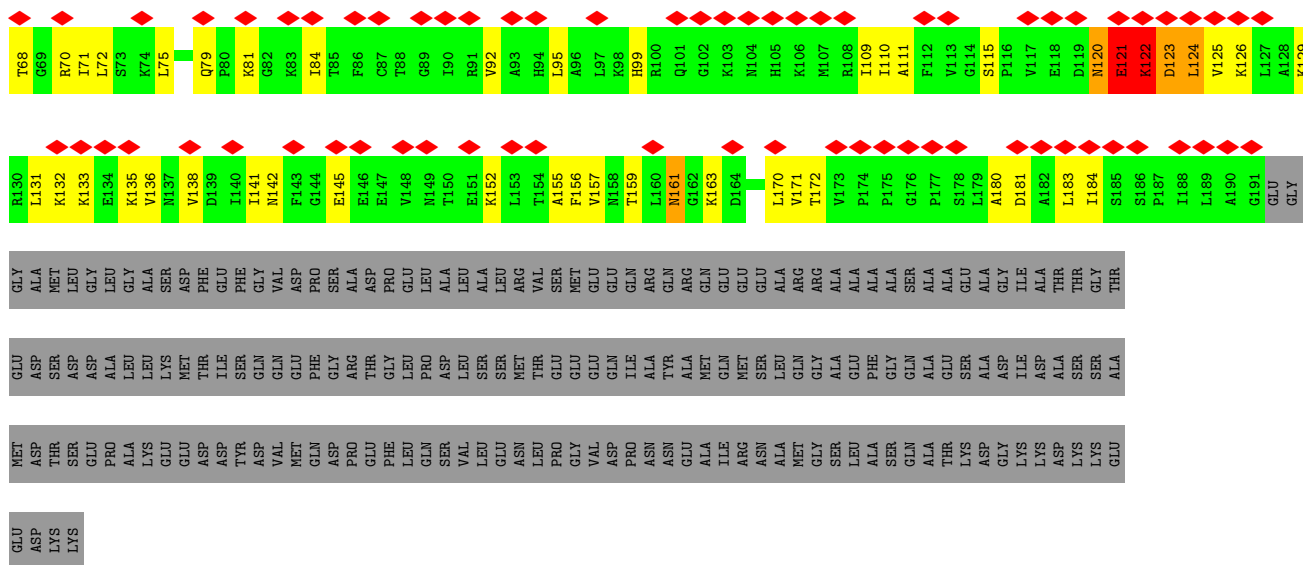 T68 G69 R70 I71 L72 S73 K74 L75 Q79 P80 K81 G82 K83 I84 T85 F86 C87 T88 G89 I90 R91 V92 A93 H94 L95 A96 L97 K98 H99 R100 Q101 G102 K103 N104 H105 K106 M107 R108 I109 I110 A111 F112 V113 G114 S115 P116 V117 E118 D119 N120 E121 K122 D123 L124 V125 K126 L127 A128 K129
R130 L131 K132 K133 E134 K135 V136 N137 V138 D139 I140 I141 N142 F143 G144 E145 E146 E147 V148 N149 T150 E151 K152 L153 T154 A155 F156 V157 N158 T159 L160 N161 G162 K163 D164 L170 V171 T172 V173 P174 P175 G176 P177 S178 L179 A180 D181 A182 L183 I184 S185 S186 P187 I188 L189 A190 G191 GLU GLY
GLY ALA MET LEU GLY LEU GLY ALA SER ASP PHE GLU PHE GLY VAL ASP PRO SER ALA ASP PRO GLU LEU ALA LEU ALA LEU ARG VAL SER MET GLU GLU GLN ARG GLN ARG GLN GLU GLU GLU ALA ARG ARG ALA ALA ALA ALA SER ALA ALA GLU ALA GLY ILE ALA THR THR GLY THR
GLU ASP SER ASP ASP ALA LEU LEU LYS MET THR ILE SER GLN GLN GLU PHE GLY ARG THR GLY LEU PRO ASP LEU SER SER MET THR GLU GLU GLU GLN ILE ALA TYR ALA MET GLN MET SER LEU GLN GLY ALA GLU PHE GLY GLN ALA GLU SER ALA ASP ILE ASP ALA SER SER ALA
MET ASP THR SER GLU PRO ALA LYS GLU GLU ASP ASP TYR ASP VAL MET GLN ASP PRO GLU PHE LEU GLN SER VAL LEU GLU ASN LEU PRO GLY VAL ASP PRO ASN ASN GLU ALA ILE ARG ASN ALA MET GLY SER LEU ALA SER GLN ALA THR LYS ASP GLY LYS LYS ASP LYS LYS GLU
GLU ASP LYS LYS